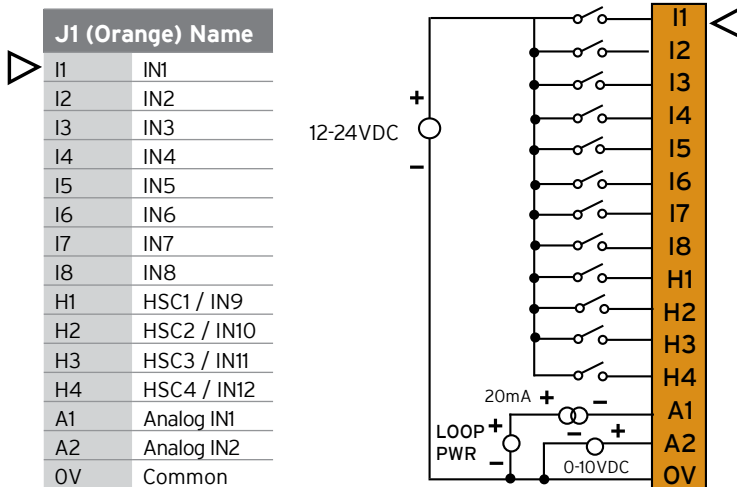 J1 (Orange) Name
I1 IN1
I2 IN2
I3 IN3
I4 IN4
I5 IN5
I6 IN6
I7 IN7
I8 IN8
H1 HSC1 / IN9
H2 HSC2 / IN10
H3 HSC3 / IN11
H4 HSC4 / IN12
A1 Analog IN1
A2 Analog IN2
0V Common
+
12-24VDC
−
I1
I2
I3
I4
I5
I6
I7
I8
H1
H2
H3
H4
20mA + −
A1
LOOP +
PWR
−
− +
A2
0-10VDC
0V